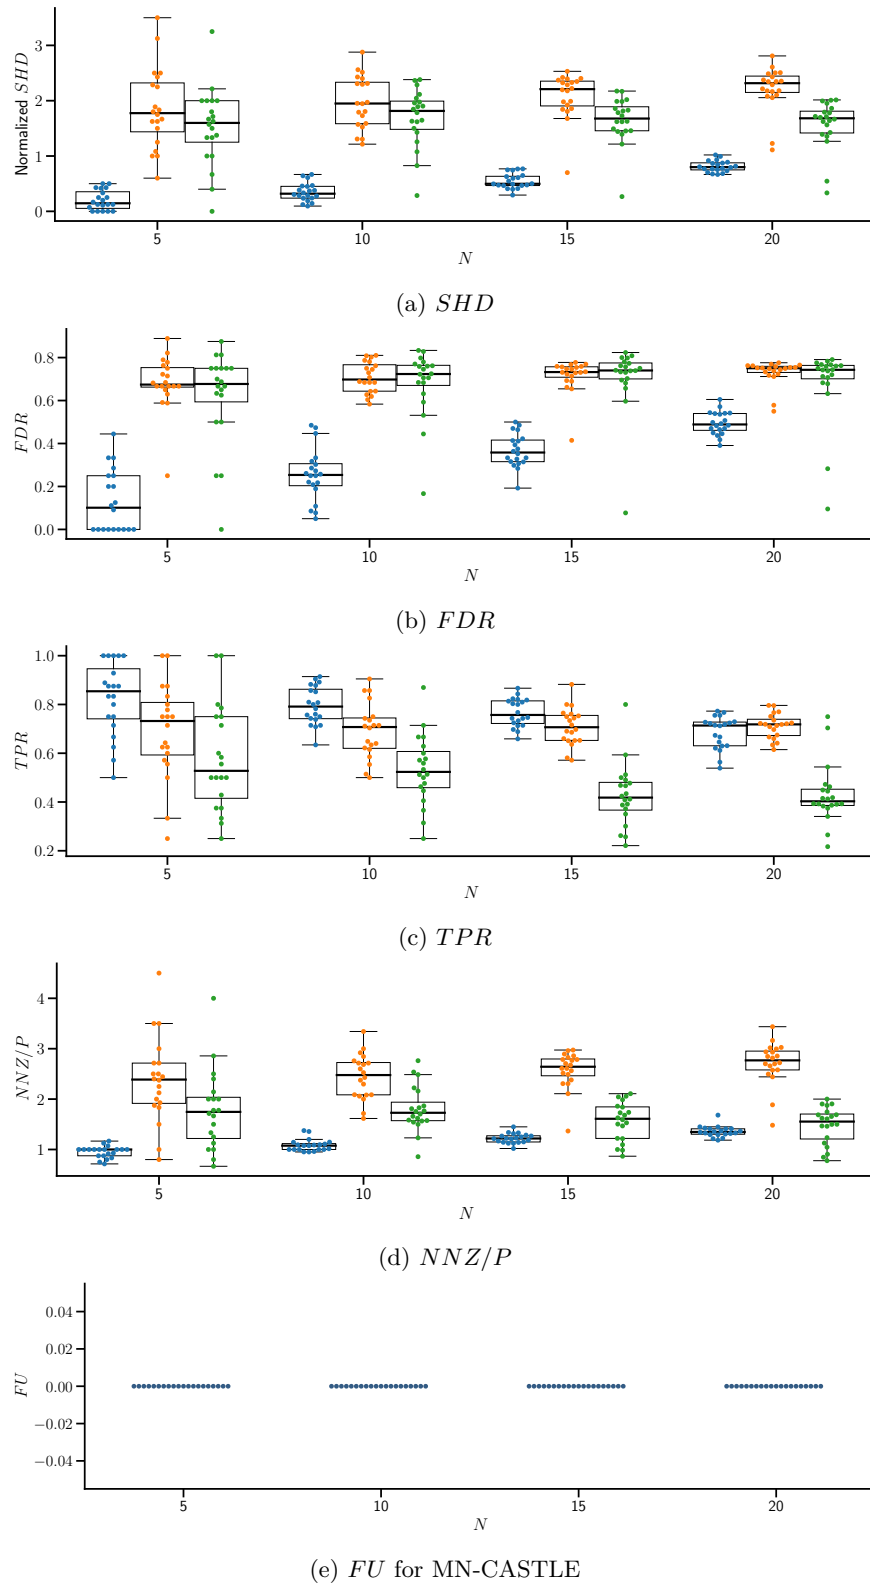 3
2
1
0
Normalized SHD
5 10 15 20
N
(a) SHD
0.8
0.6
0.4
0.2
0.0
FDR
5 10 15 20
N
(b) FDR
1.0
0.8
0.6
0.4
0.2
TPR
5 10 15 20
N
(c) TPR
4
3
2
1
NNZ/P
5 10 15 20
N
(d) NNZ/P
0.04
0.02
0.00
−0.02
−0.04
FU
5 10 15 20
N
(e) FU for MN-CASTLE